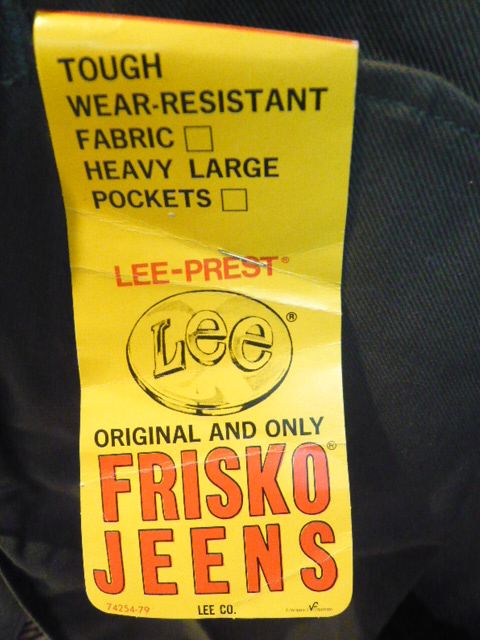 TOUGH
WEAR-RESISTANT
FABRIC
HEAVY LARGE
POCKETS
LEE-PREST®
Lee ®
ORIGINAL AND ONLY
FRISKO®
JEENS
74254-79 LEE CO.